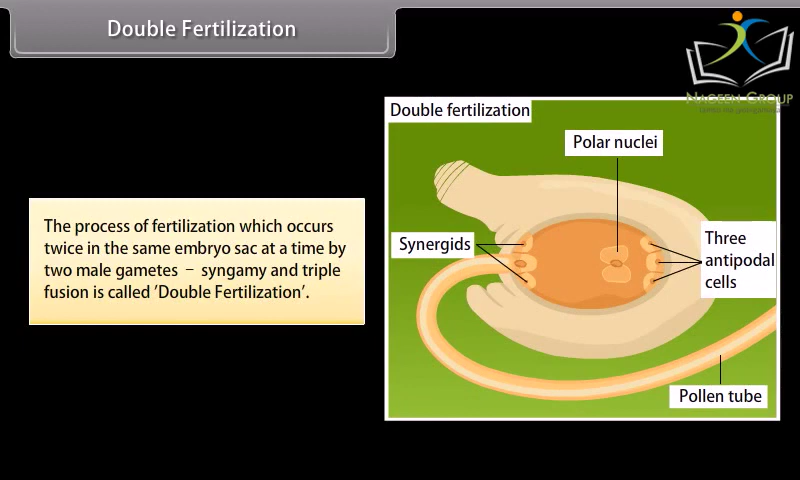 Double Fertilization
NAGEEN GROUP
Double fertilization
Polar nuclei
The process of fertilization which occurs
twice in the same embryo sac at a time by
two male gametes – syngamy and triple
fusion is called 'Double Fertilization'.
Synergids
Three
antipodal
cells
Pollen tube